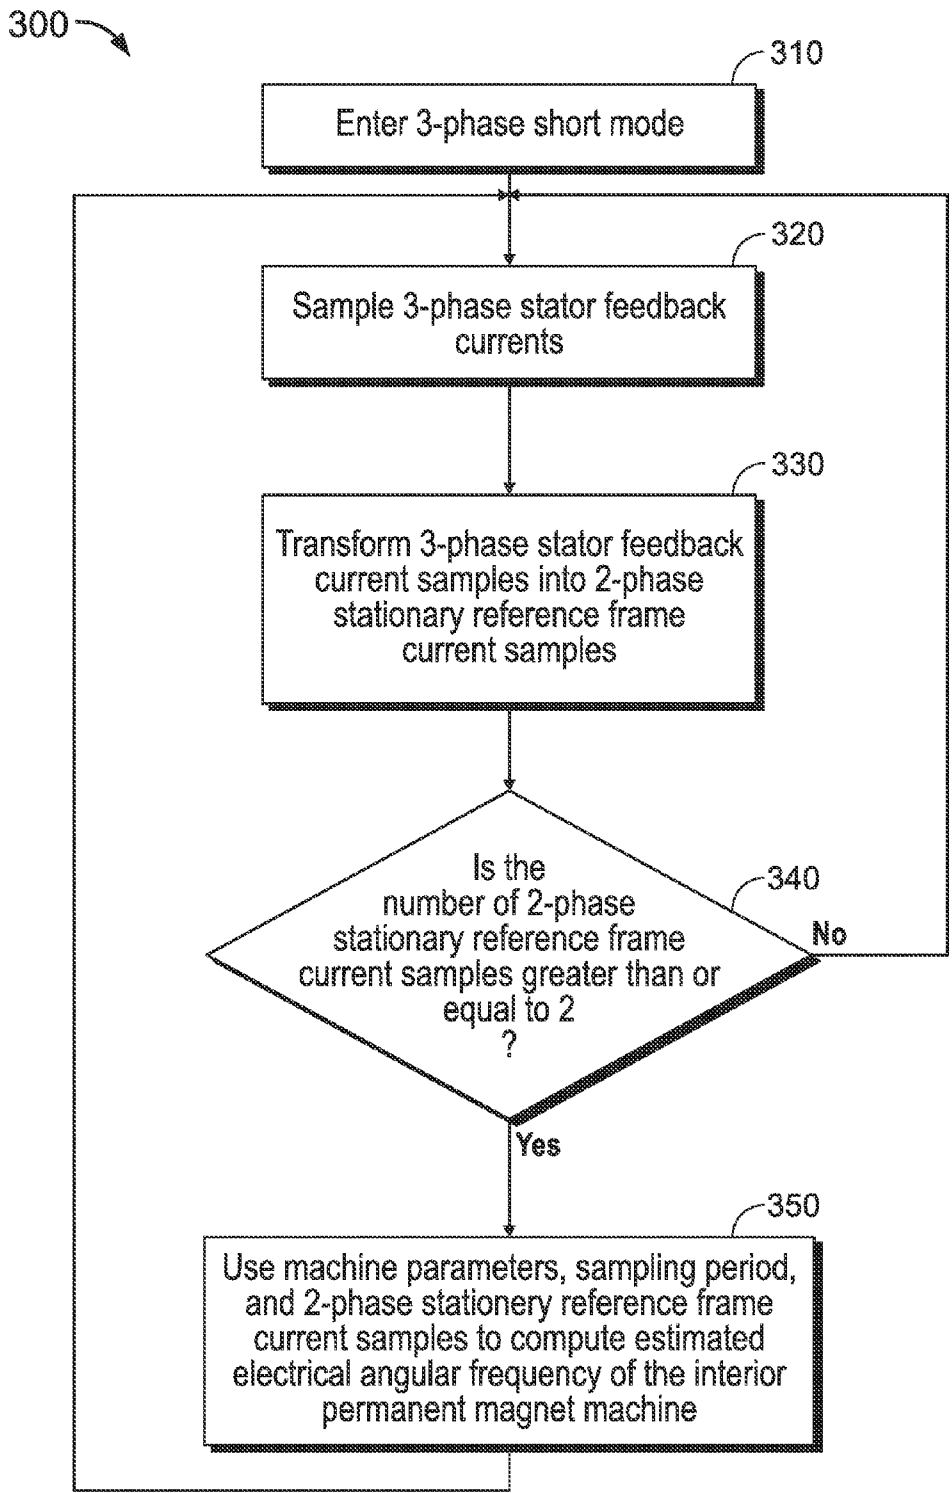 300
310
Enter 3-phase short mode
320
Sample 3-phase stator feedback
currents
330
Transform 3-phase stator feedback
current samples into 2-phase
stationary reference frame
current samples
340
Is the
number of 2-phase
stationary reference frame
current samples greater than or
equal to 2
?
No
Yes
350
Use machine parameters, sampling period,
and 2-phase stationery reference frame
current samples to compute estimated
electrical angular frequency of the interior
permanent magnet machine